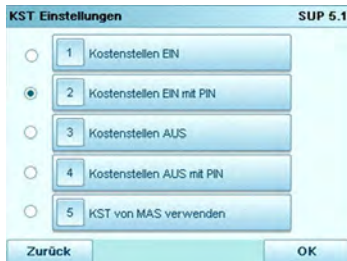 KST Einstellungen SUP 5.1
1 Kostenstellen EIN
2 Kostenstellen EIN mit PIN
3 Kostenstellen AUS
4 Kostenstellen AUS mit PIN
5 KST von MAS verwenden
Zurück OK